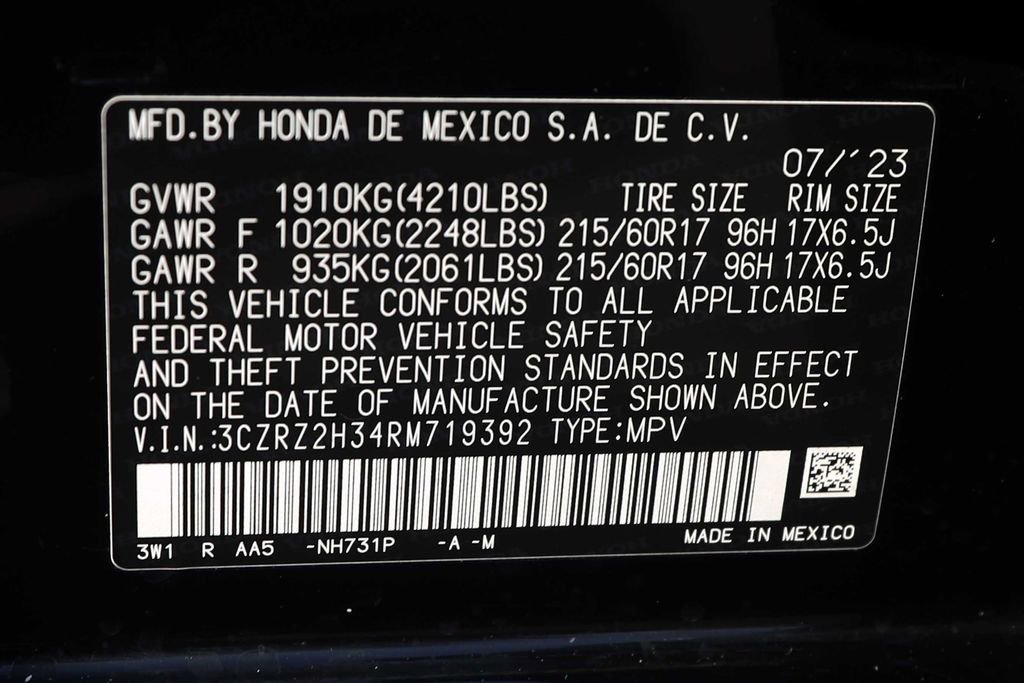 MFD.BY HONDA DE MEXICO S.A. DE C.V.
07/´23
GVWR 1910KG(4210LBS) TIRE SIZE RIM SIZE
GAWR F 1020KG(2248LBS) 215/60R17 96H 17X6.5J
GAWR R 935KG(2061LBS) 215/60R17 96H 17X6.5J
THIS VEHICLE CONFORMS TO ALL APPLICABLE
FEDERAL MOTOR VEHICLE SAFETY
AND THEFT PREVENTION STANDARDS IN EFFECT
ON THE DATE OF MANUFACTURE SHOWN ABOVE.
V.I.N.:3CZRZ2H34RM719392 TYPE:MPV
3W1 R AA5 -NH731P -A -M MADE IN MEXICO